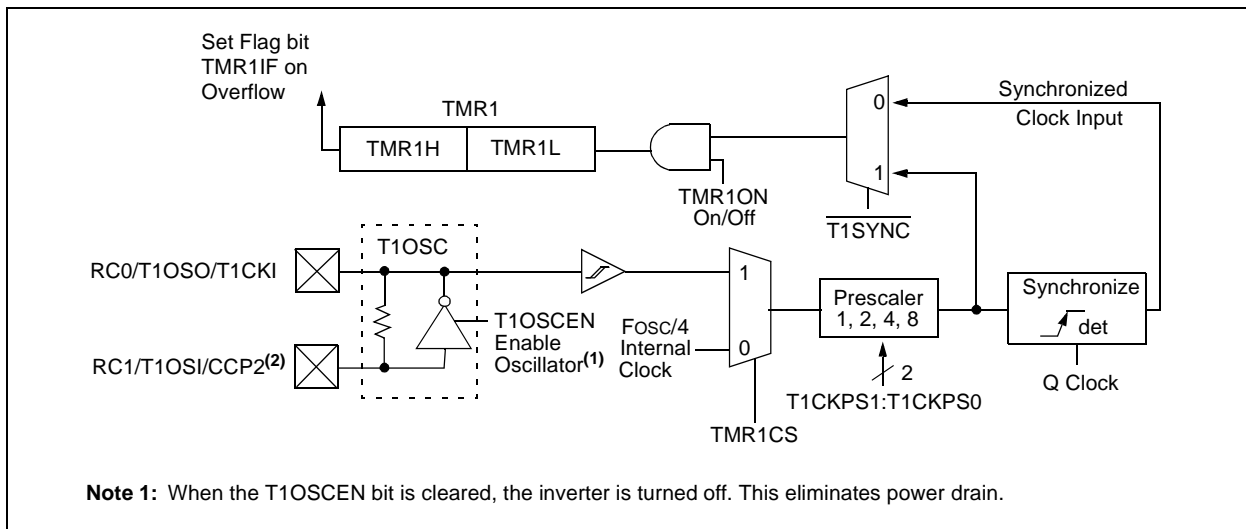 Set Flag bit
TMR1IF on
Overflow
TMR1
TMR1H
TMR1L
TMR1ON
On/Off
0
1
T1SYNC
Synchronized
Clock Input
T1OSC
RC0/T1OSO/T1CKI
RC1/T1OSI/CCP2(2)
T1OSCEN
Enable
Oscillator(1)
FOSC/4
Internal
Clock
1
0
TMR1CS
Prescaler
1, 2, 4, 8
2
T1CKPS1:T1CKPS0
Synchronize
det
Q Clock
Note 1: When the T1OSCEN bit is cleared, the inverter is turned off. This eliminates power drain.